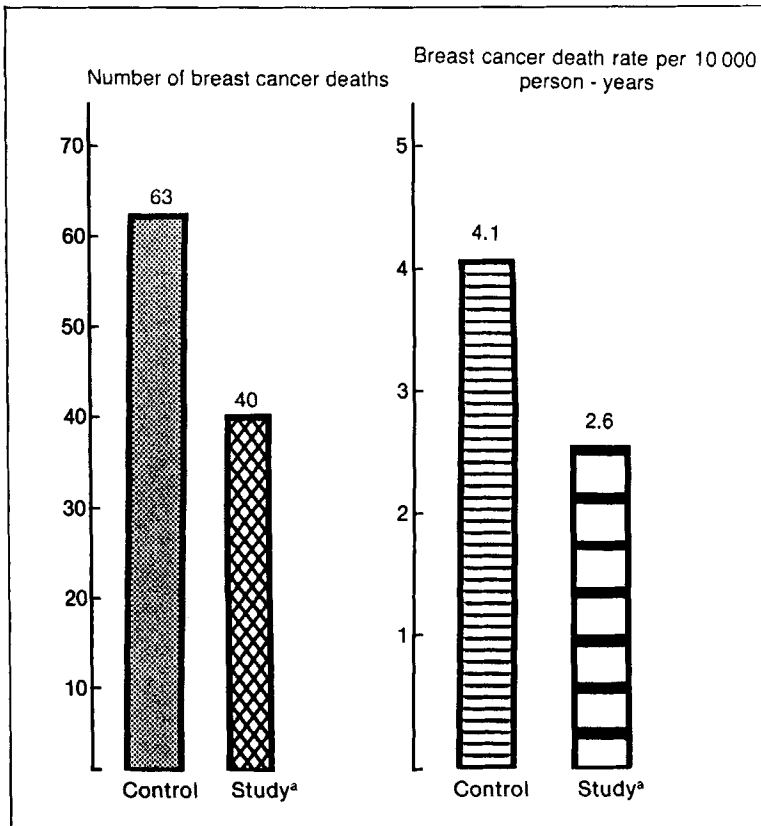 Number of breast cancer deaths
70
60
50
40
30
20
10
63
40
Control
Studyᵃ
Breast cancer death rate per 10 000
person - years
5
4
3
2
1
4.1
2.6
Control
Studyᵃ